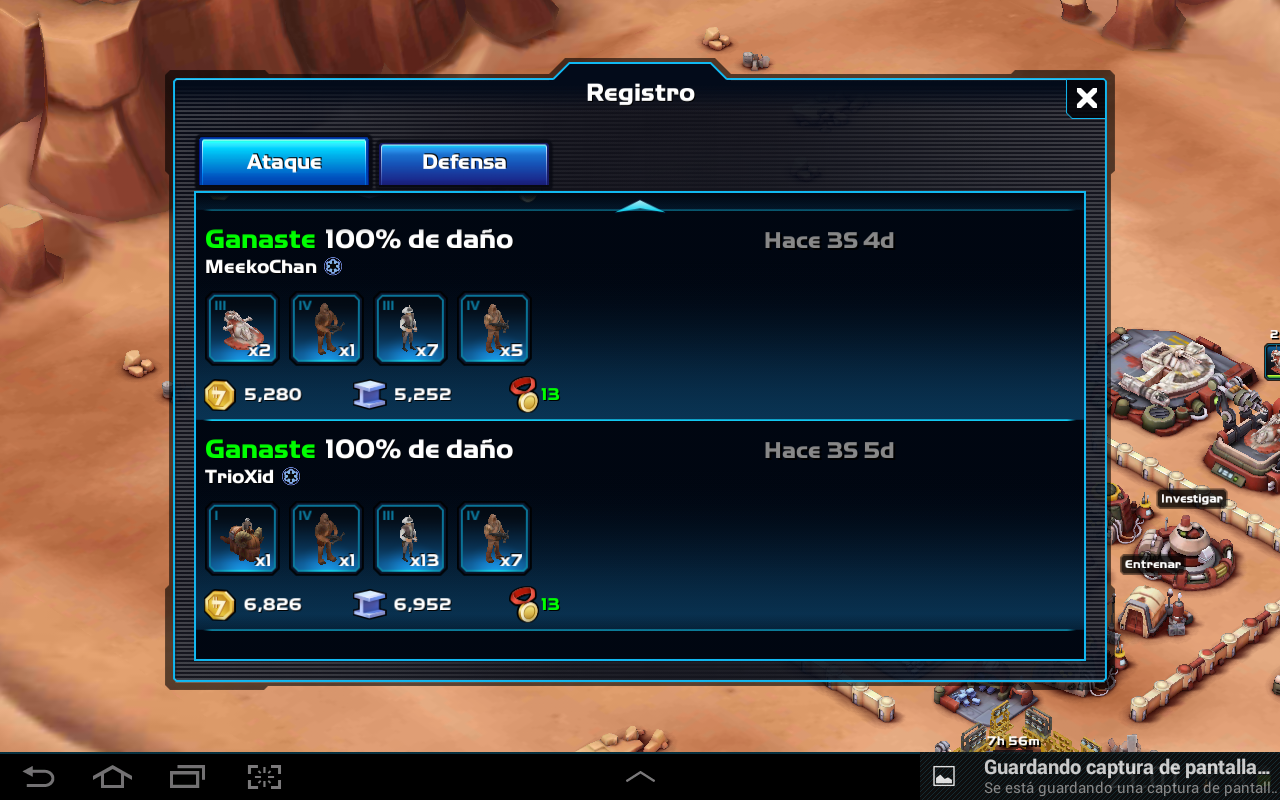 Registro
Ataque
Defensa
Ganaste 100% de daño
Hace 3S 4d
MeekoChan
III x2
IV x1
III x7
IV x5
5,280
5,252
13
Ganaste 100% de daño
Hace 3S 5d
TrioXid
I x1
IV x1
III x13
IV x7
6,826
6,952
13
2
Investigar
Entrenar
7h 56m
Guardando captura de pantalla...
Se está guardando una captura de pantall..